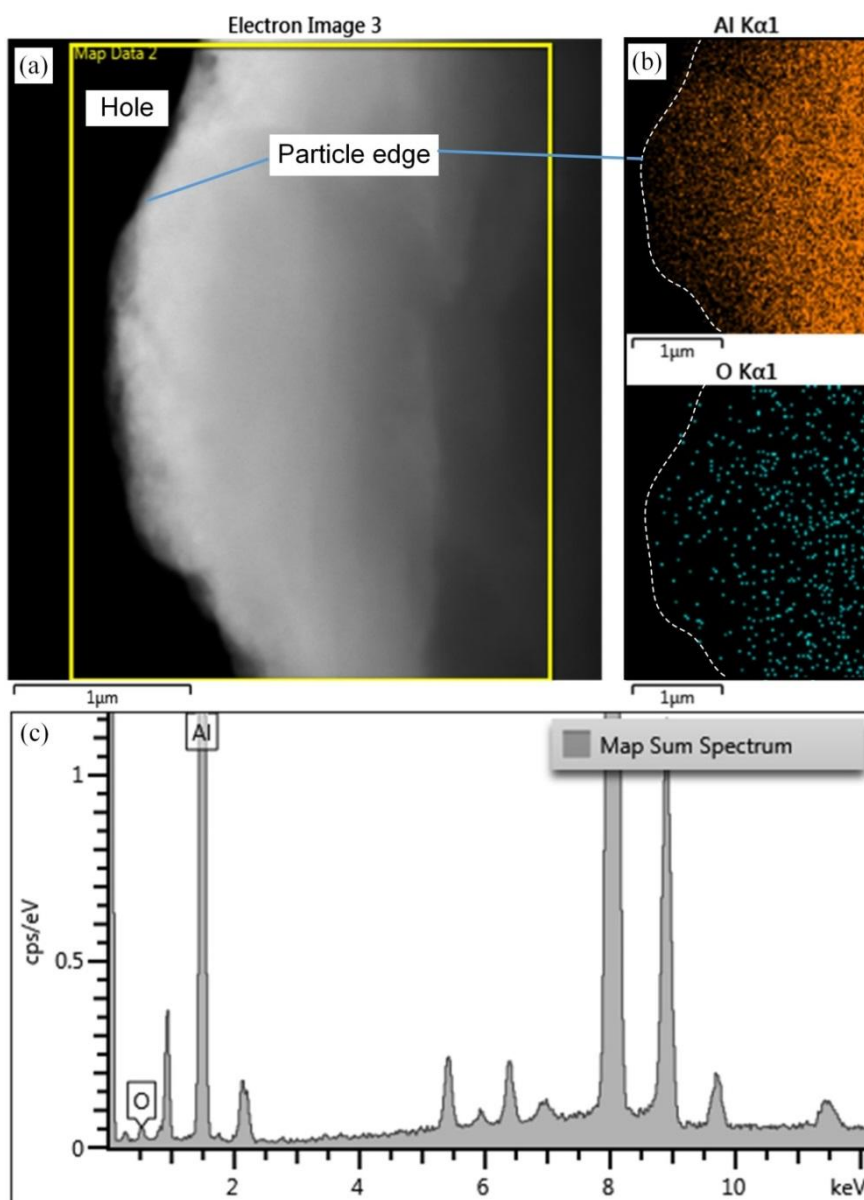 Electron Image 3
(a)
Map Data 2
Hole
Particle edge
1μm
Al Kα1
(b)
1μm
O Kα1
1μm
(c)
Al
O
Map Sum Spectrum
1
0.5
0
cps/eV
2
4
6
8
10
keV